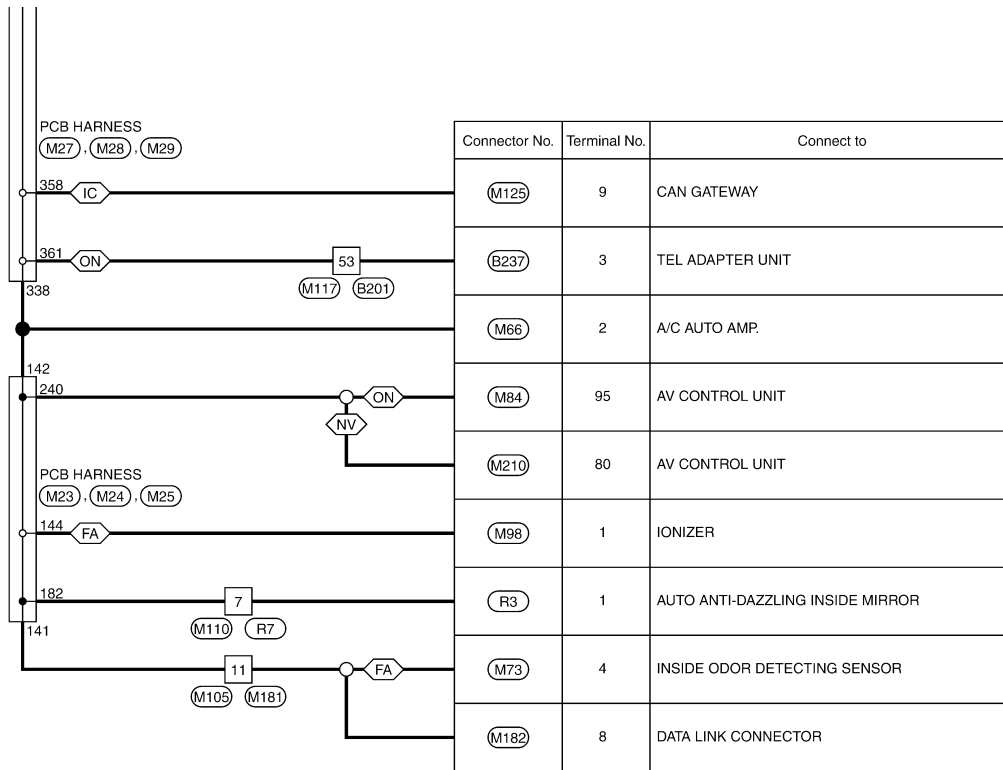 PCB HARNESS
M27 , M28 , M29
Connector No. Terminal No. Connect to
358 IC M125 9 CAN GATEWAY
361 ON 53 B237 3 TEL ADAPTER UNIT
M117 B201
338
M66 2 A/C AUTO AMP.
142
240 ON M84 95 AV CONTROL UNIT
NV
M210 80 AV CONTROL UNIT
PCB HARNESS
M23 , M24 , M25
144 FA M98 1 IONIZER
182 7 R3 1 AUTO ANTI-DAZZLING INSIDE MIRROR
M110 R7
141
11 FA M73 4 INSIDE ODOR DETECTING SENSOR
M105 M181
M182 8 DATA LINK CONNECTOR